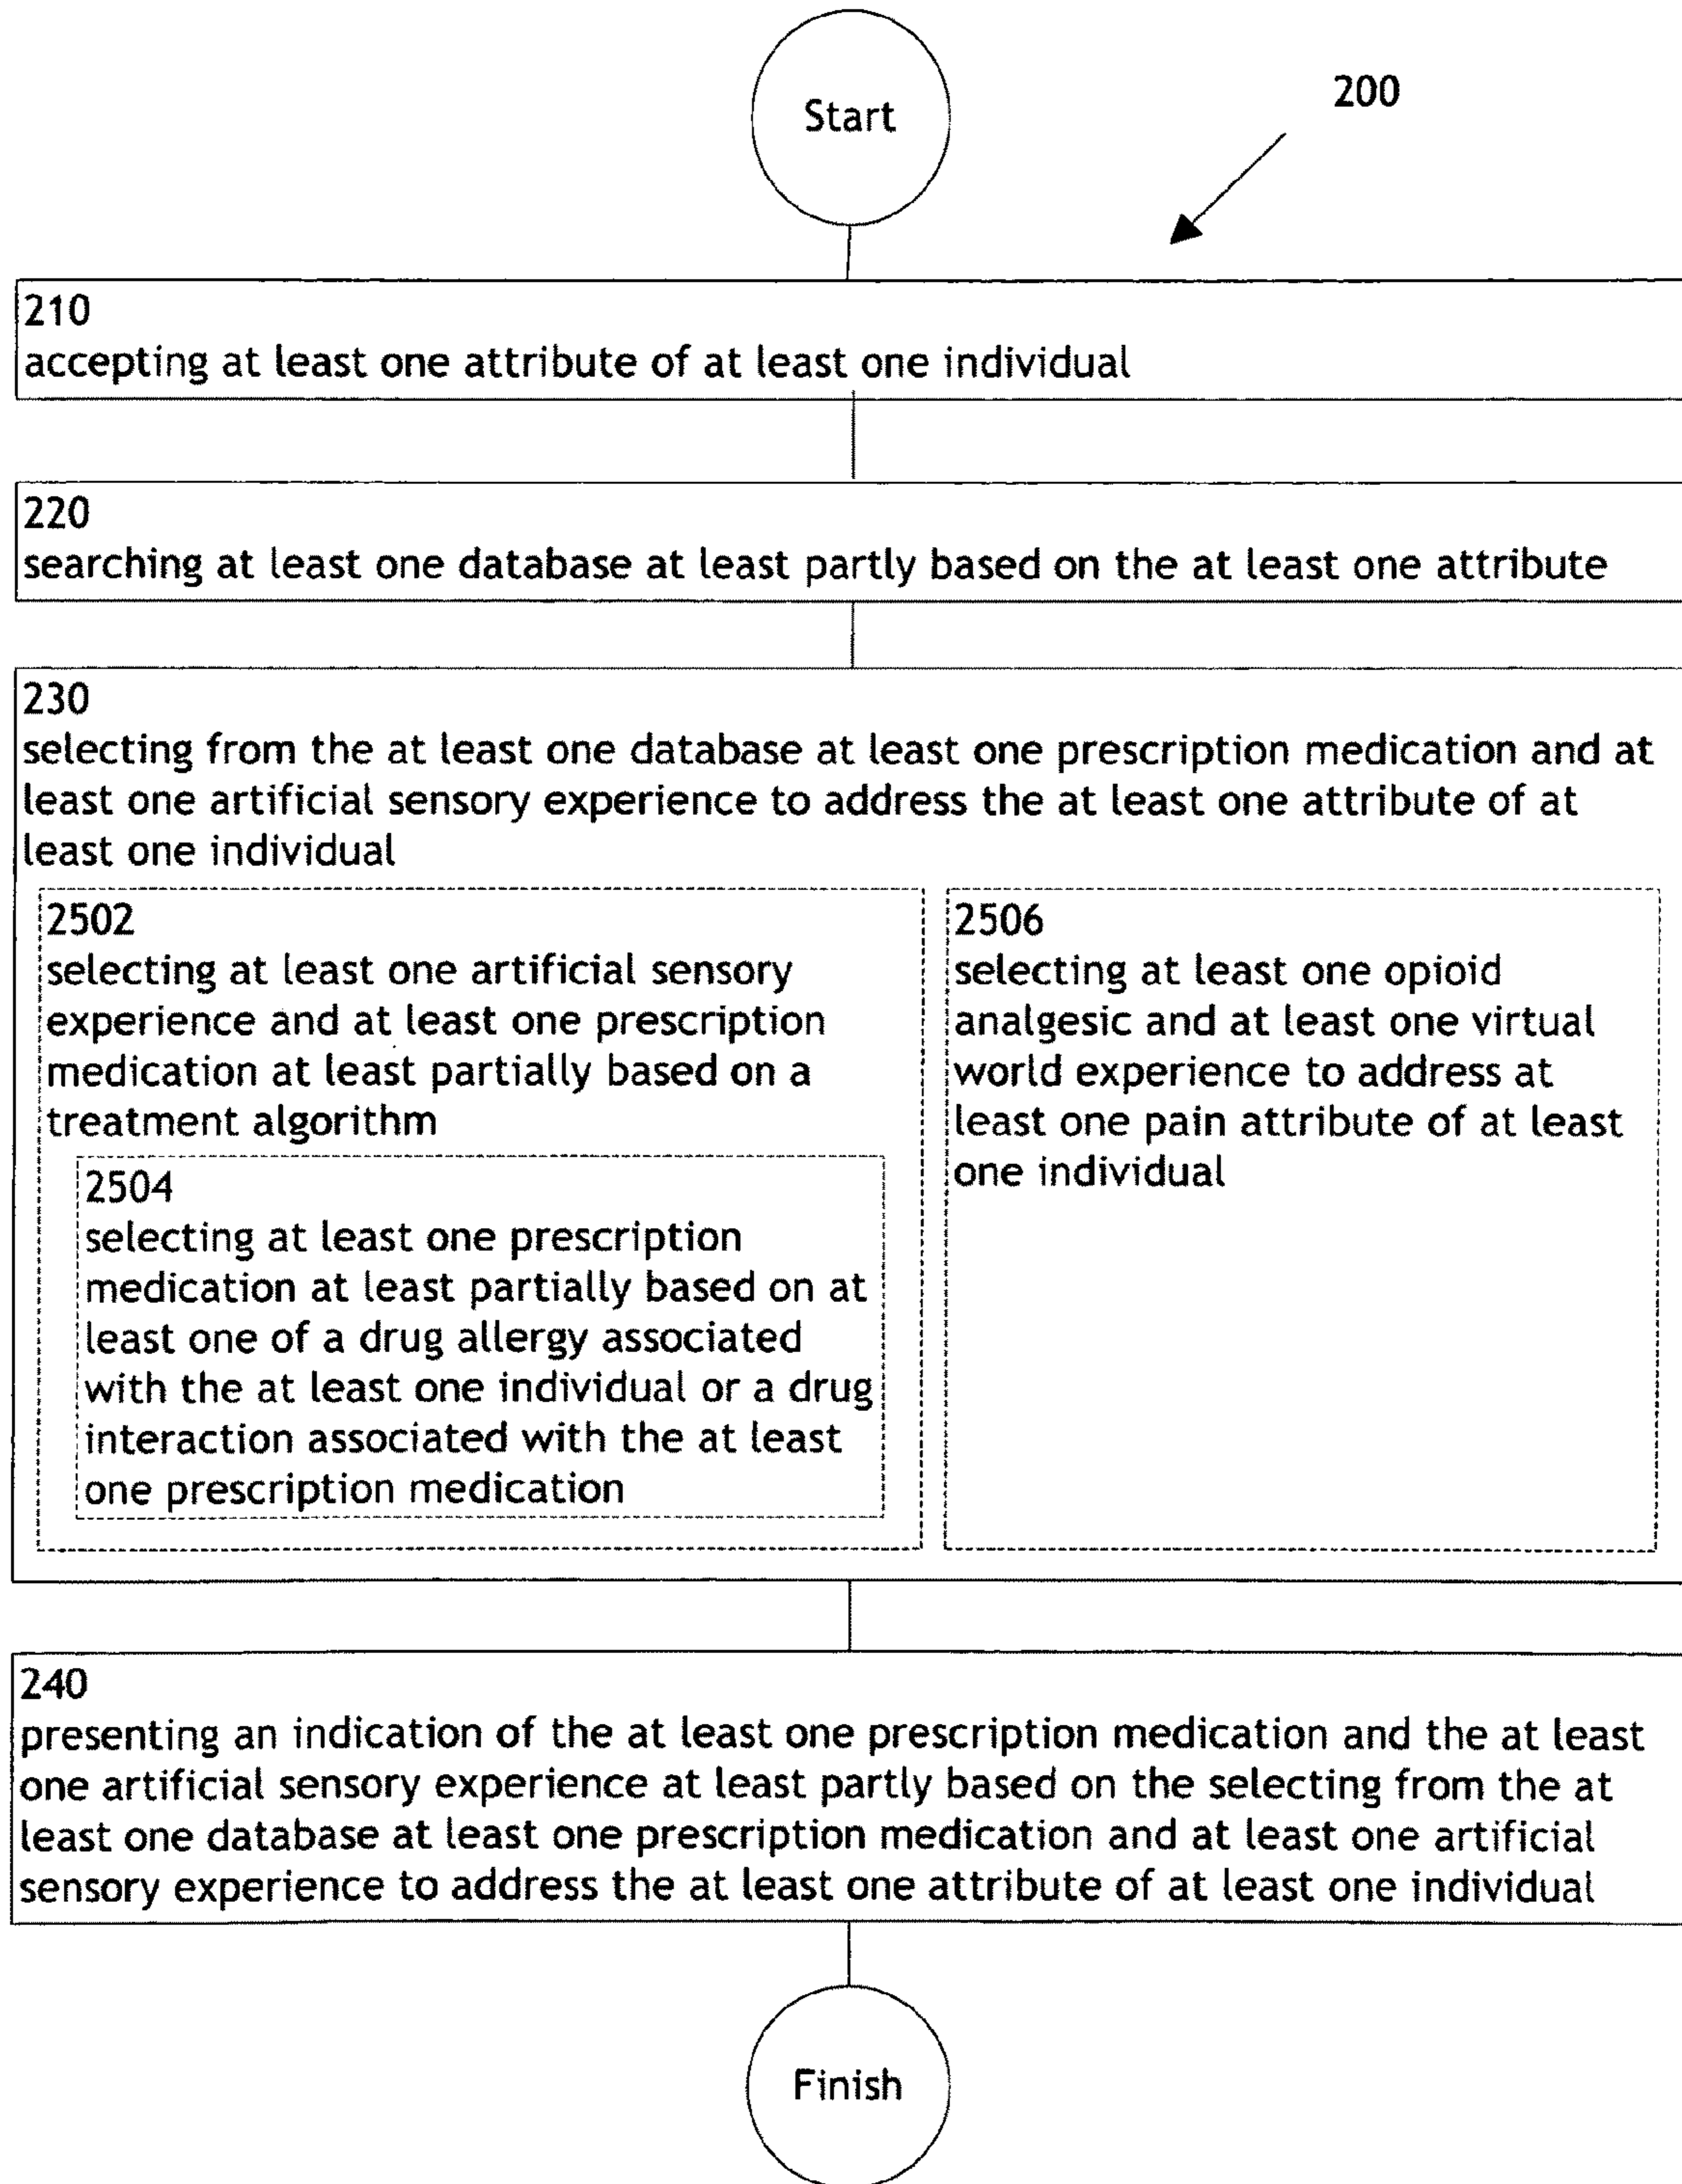 Start
200
210
accepting at least one attribute of at least one individual
220
searching at least one database at least partly based on the at least one attribute
230
selecting from the at least one database at least one prescription medication and at
least one artificial sensory experience to address the at least one attribute of at
least one individual
2502
selecting at least one artificial sensory
experience and at least one prescription
medication at least partially based on a
treatment algorithm
2504
selecting at least one prescription
medication at least partially based on at
least one of a drug allergy associated
with the at least one individual or a drug
interaction associated with the at least
one prescription medication
2506
selecting at least one opioid
analgesic and at least one virtual
world experience to address at
least one pain attribute of at least
one individual
240
presenting an indication of the at least one prescription medication and the at least
one artificial sensory experience at least partly based on the selecting from the at
least one database at least one prescription medication and at least one artificial
sensory experience to address the at least one attribute of at least one individual
Finish